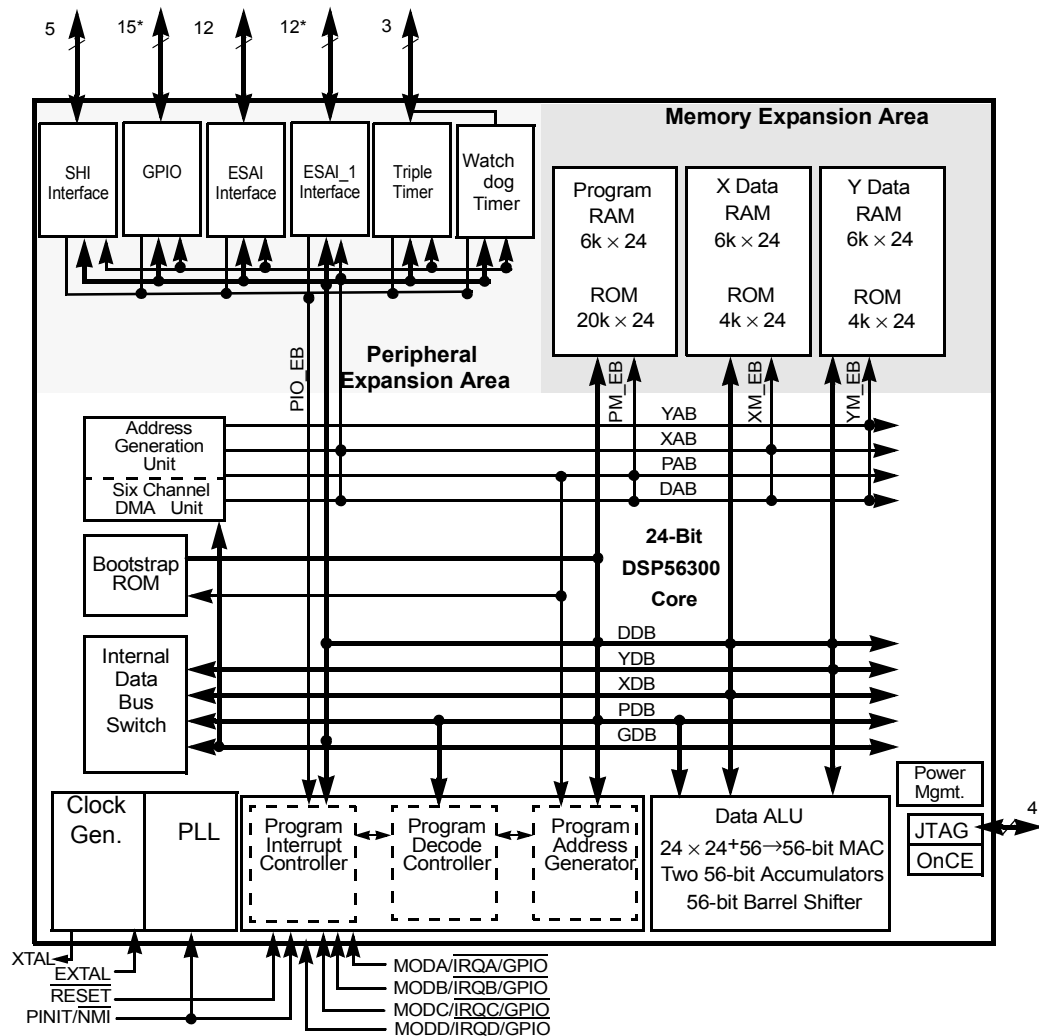 5 15* 12 12* 3
Memory Expansion Area
SHI
Interface
GPIO
ESAI
Interface
ESAI_1
Interface
Triple
Timer
Watch
dog
Timer
Program
RAM
6k × 24
ROM
20k × 24
X Data
RAM
6k × 24
ROM
4k × 24
Y Data
RAM
6k × 24
ROM
4k × 24
Peripheral
Expansion Area
PIO_EB
PM_EB
XM_EB
YM_EB
Address
Generation
Unit
Six Channel
DMA Unit
YAB
XAB
PAB
DAB
24-Bit
DSP56300
Core
Bootstrap
ROM
Internal
Data
Bus
Switch
DDB
YDB
XDB
PDB
GDB
Power
Mgmt.
Clock
Gen.
PLL
Program
Interrupt
Controller
Program
Decode
Controller
Program
Address
Generator
Data ALU
24 × 24+56→56-bit MAC
Two 56-bit Accumulators
56-bit Barrel Shifter
JTAG
OnCE
4
XTAL
EXTAL
RESET
PINIT/NMI
MODA/IRQA/GPIO
MODB/IRQB/GPIO
MODC/IRQC/GPIO
MODD/IRQD/GPIO